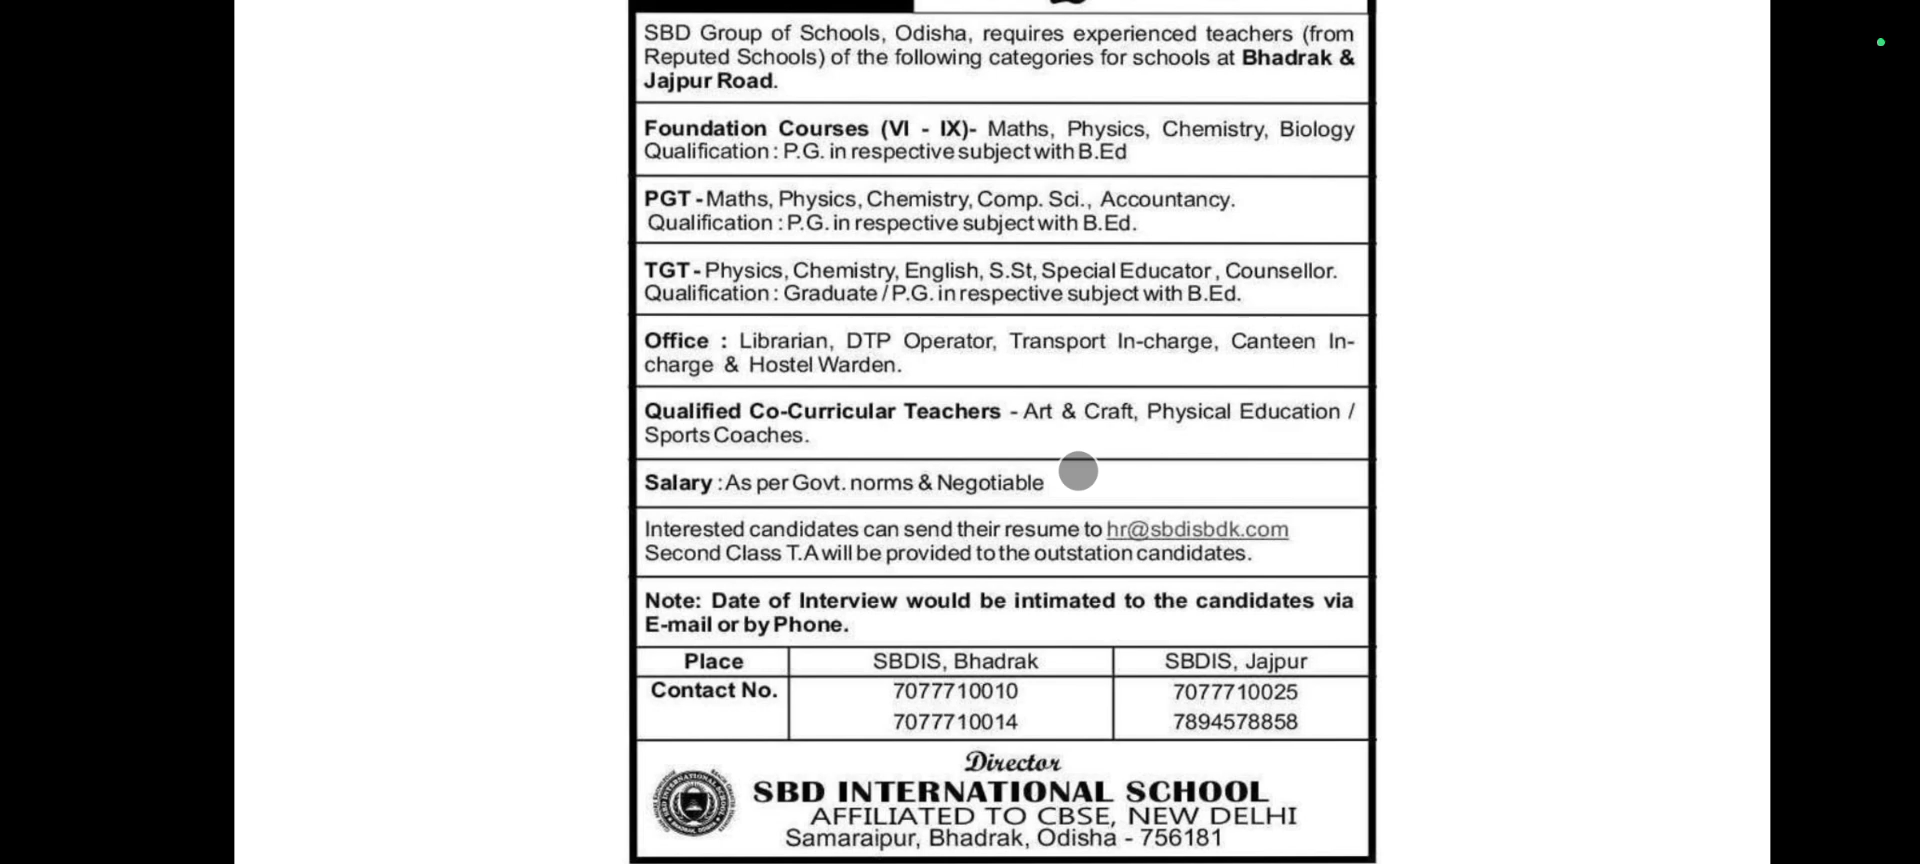 SBD Group of Schools, Odisha, requires experienced teachers (from
Reputed Schools) of the following categories for schools at Bhadrak &
Jajpur Road.
Foundation Courses (VI - IX)- Maths, Physics, Chemistry, Biology
Qualification : P.G. in respective subject with B.Ed
PGT - Maths, Physics, Chemistry, Comp. Sci., Accountancy.
Qualification : P.G. in respective subject with B.Ed.
TGT - Physics, Chemistry, English, S.St, Special Educator , Counsellor.
Qualification : Graduate / P.G. in respective subject with B.Ed.
Office : Librarian, DTP Operator, Transport In-charge, Canteen In-
charge & Hostel Warden.
Qualified Co-Curricular Teachers - Art & Craft, Physical Education /
Sports Coaches.
Salary : As per Govt. norms & Negotiable
Interested candidates can send their resume to hr@sbdisbdk.com
Second Class T.A will be provided to the outstation candidates.
Note: Date of Interview would be intimated to the candidates via
E-mail or by Phone.
Place SBDIS, Bhadrak SBDIS, Jajpur
Contact No. 7077710010 7077710025
7077710014 7894578858
Director
SBD INTERNATIONAL SCHOOL
AFFILIATED TO CBSE, NEW DELHI
Samaraipur, Bhadrak, Odisha - 756181